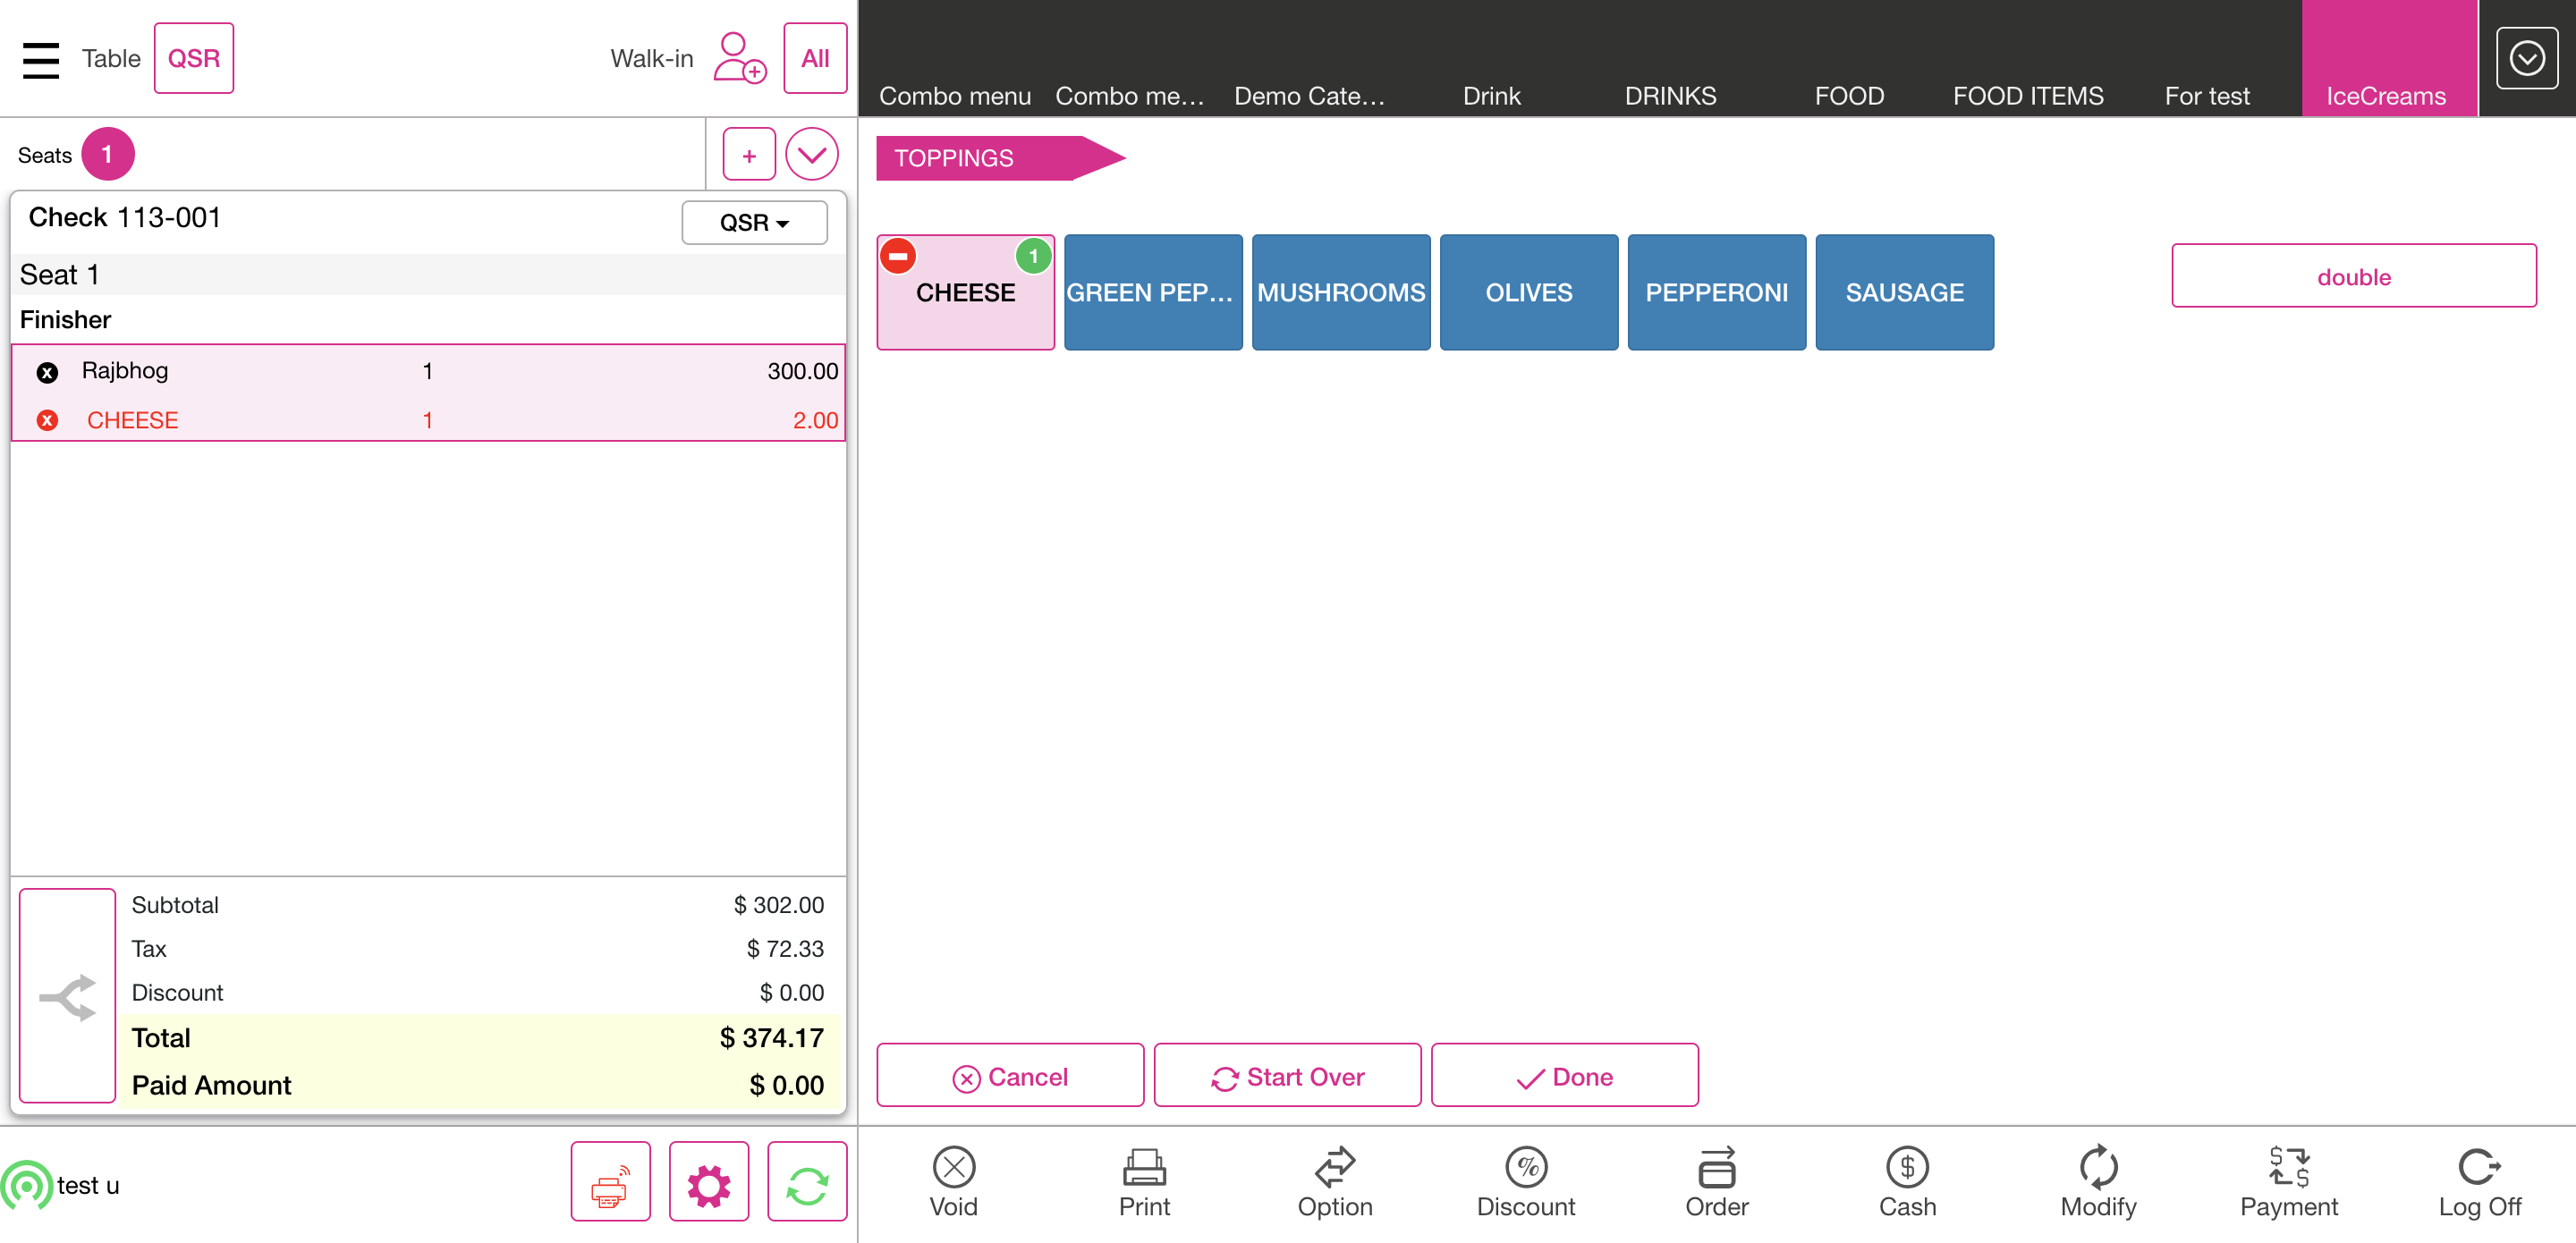 Table QSR Walk-in All
Combo menu Combo me... Demo Cate... Drink DRINKS FOOD FOOD ITEMS For test IceCreams
Seats 1 +
TOPPINGS
Check 113-001 QSR
Seat 1
Finisher
x Rajbhog 1 300.00
x CHEESE 1 2.00
1
CHEESE GREEN PEP... MUSHROOMS OLIVES PEPPERONI SAUSAGE
double
Subtotal $ 302.00
Tax $ 72.33
Discount $ 0.00
Total $ 374.17
Paid Amount $ 0.00
Cancel Start Over Done
test u
Void Print Option Discount Order Cash Modify Payment Log Off